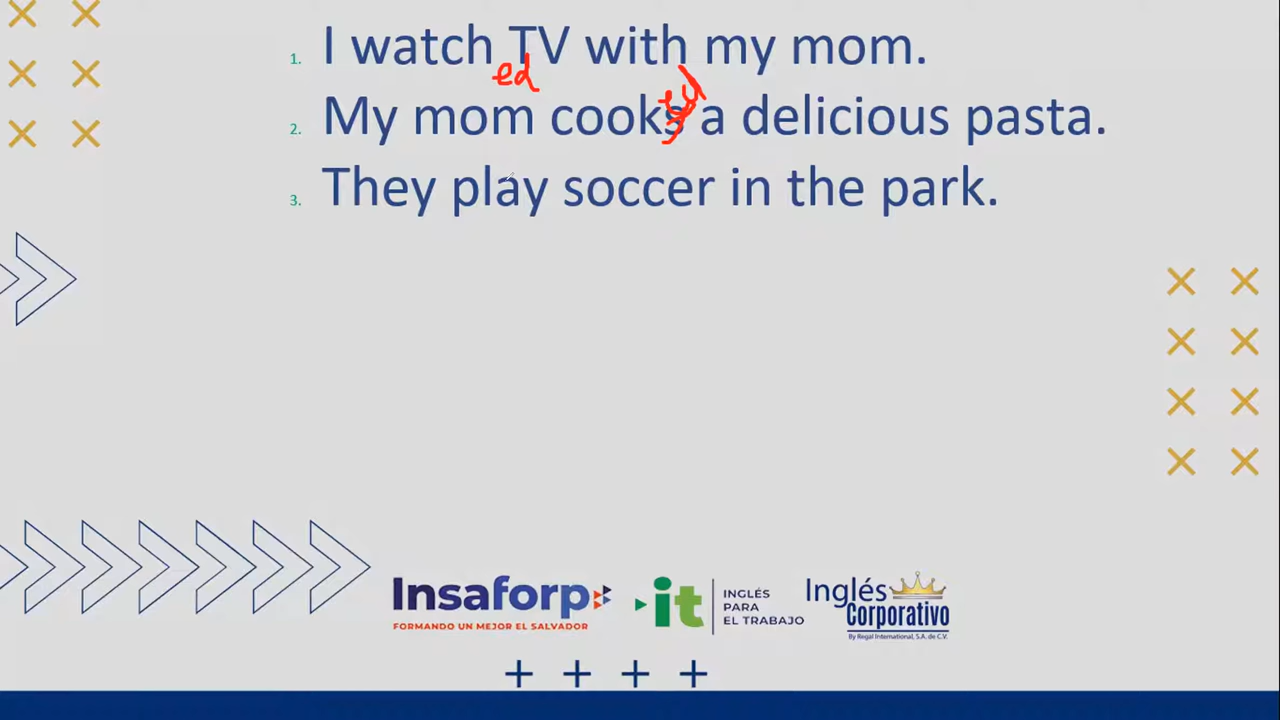 1. I watch TV with my mom.
ed
ed
2. My mom cooks a delicious pasta.
3. They play soccer in the park.
Insaforp
FORMANDO UN MEJOR EL SALVADOR
it
INGLÉS
PARA
EL TRABAJO
Inglés
Corporativo
By Regal International, S.A. de C.V.